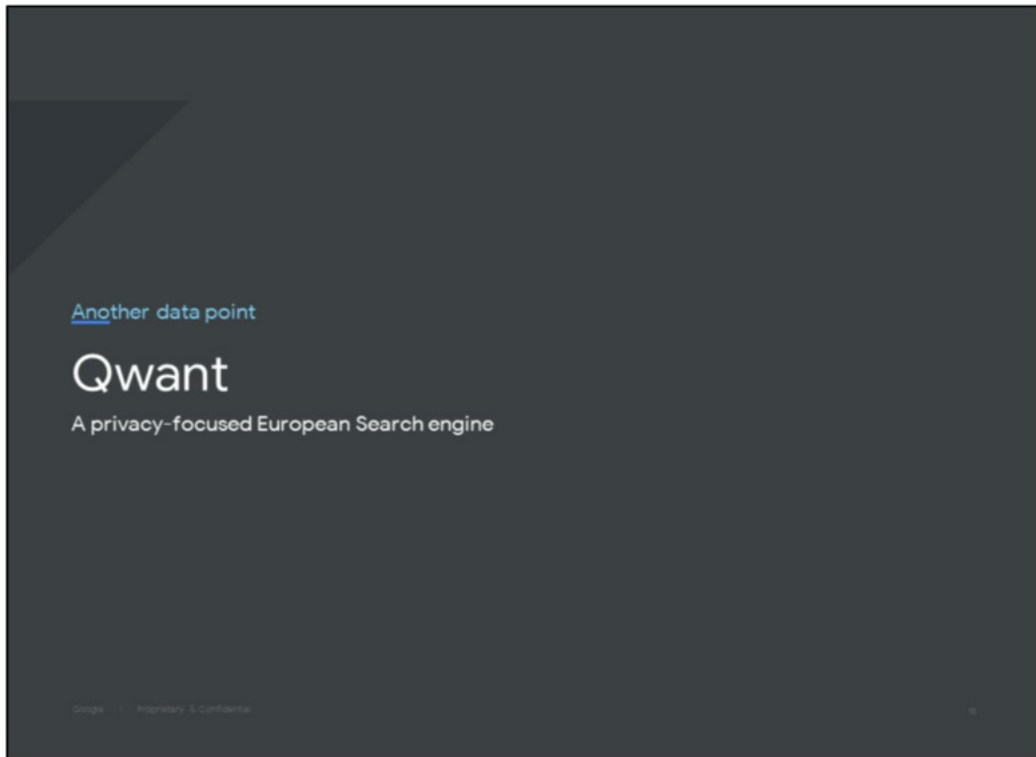 Another data point
Qwant
A privacy-focused European Search engine
Google | Proprietary & Confidential